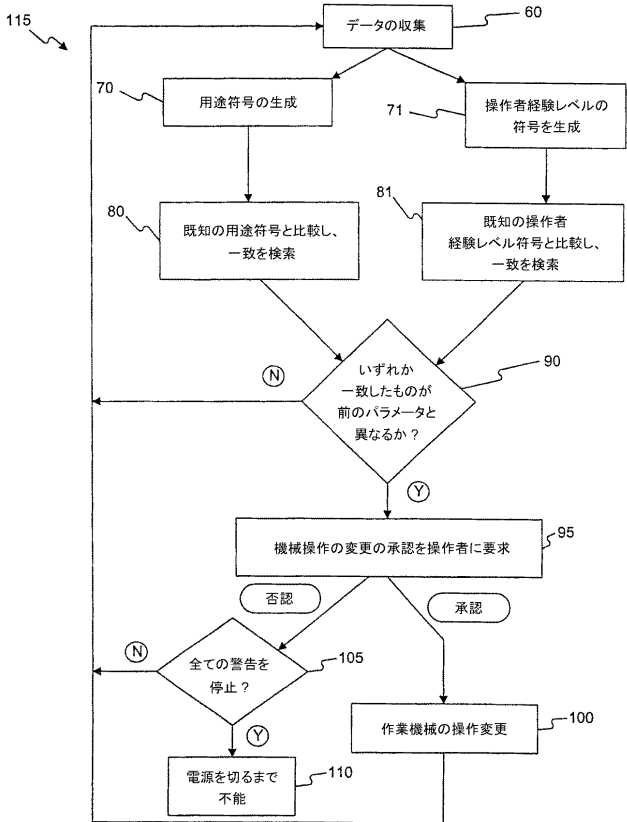 115
データの収集
60
70
用途符号の生成
71
操作者経験レベルの
符号を生成
80
既知の用途符号と比較し、
一致を検索
81
既知の操作者
経験レベル符号と比較し、
一致を検索
90
いずれか
一致したものが
前のパラメータと
異なるか？
N
Y
機械操作の変更の承認を操作者に要求
95
否認
承認
全ての警告を
停止？
105
N
Y
作業機械の操作変更
100
電源を切るまで
不能
110